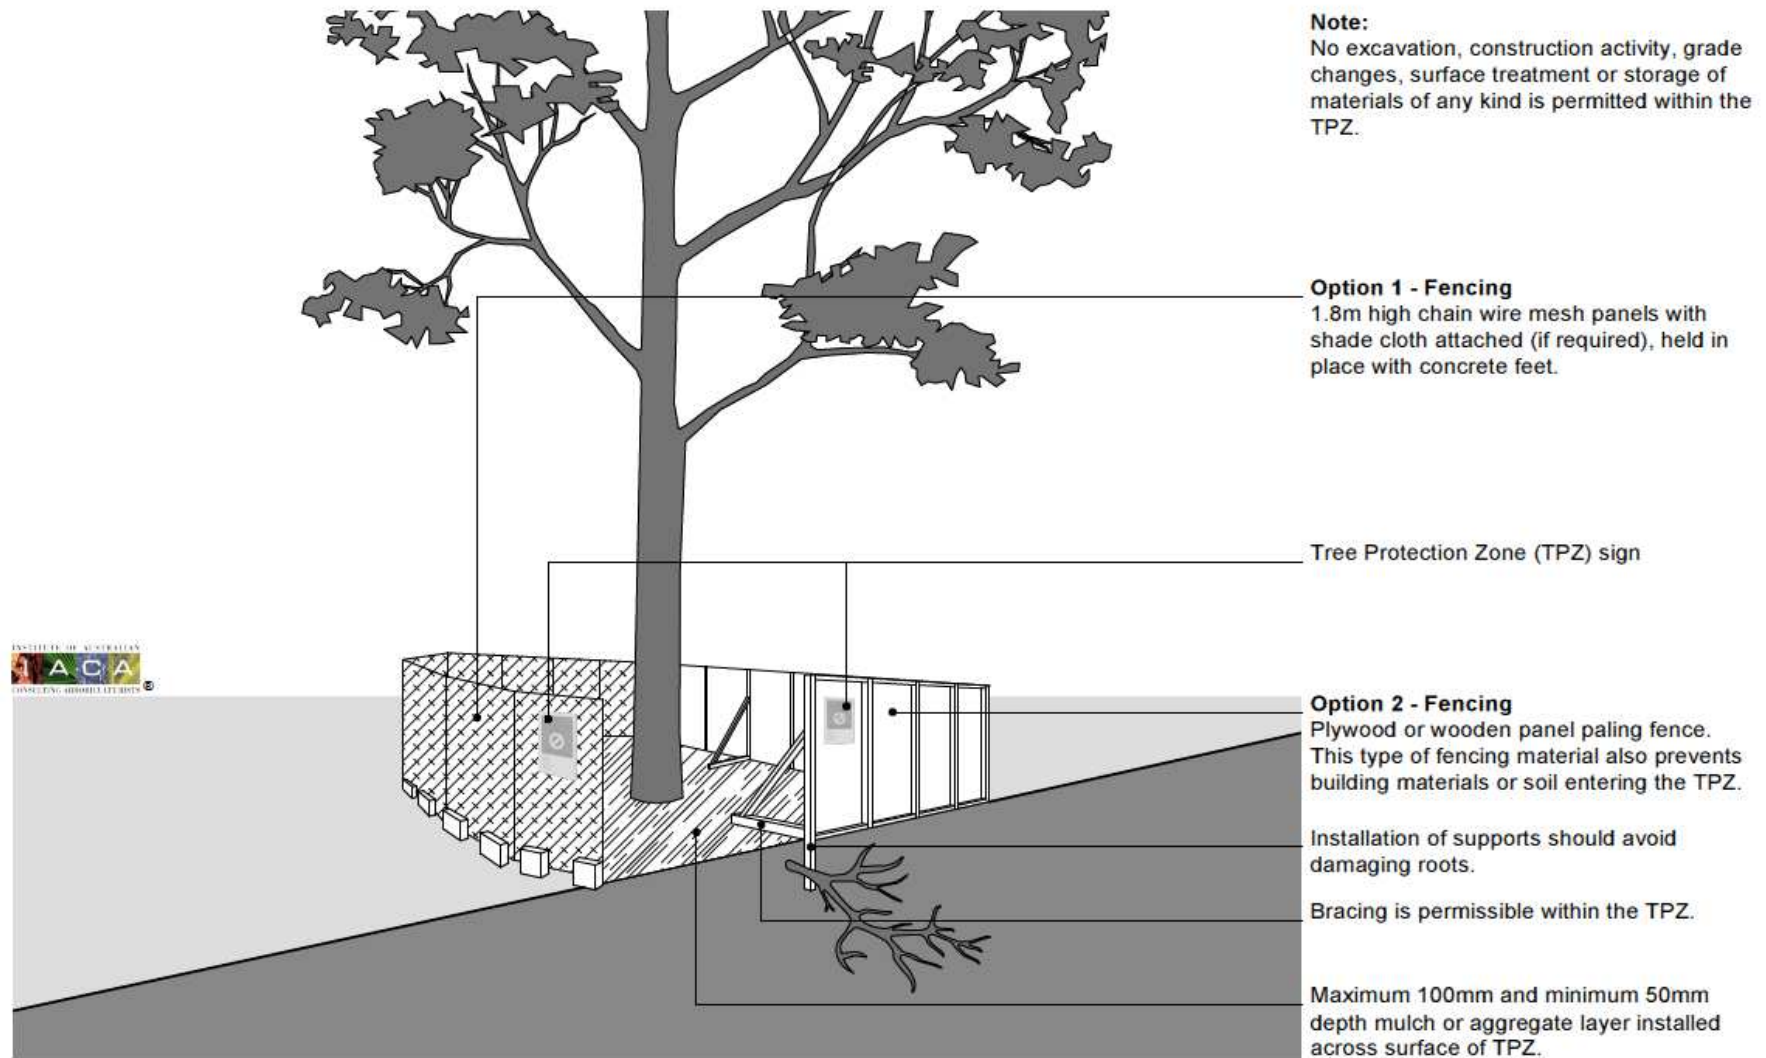 Note:
No excavation, construction activity, grade
changes, surface treatment or storage of
materials of any kind is permitted within the
TPZ.
Option 1 - Fencing
1.8m high chain wire mesh panels with
shade cloth attached (if required), held in
place with concrete feet.
Tree Protection Zone (TPZ) sign
INSTITUTE OF AUSTRALIAN
IACA
CONSULTING ARBORICULTURISTS ®
Option 2 - Fencing
Plywood or wooden panel paling fence.
This type of fencing material also prevents
building materials or soil entering the TPZ.
Installation of supports should avoid
damaging roots.
Bracing is permissible within the TPZ.
Maximum 100mm and minimum 50mm
depth mulch or aggregate layer installed
across surface of TPZ.